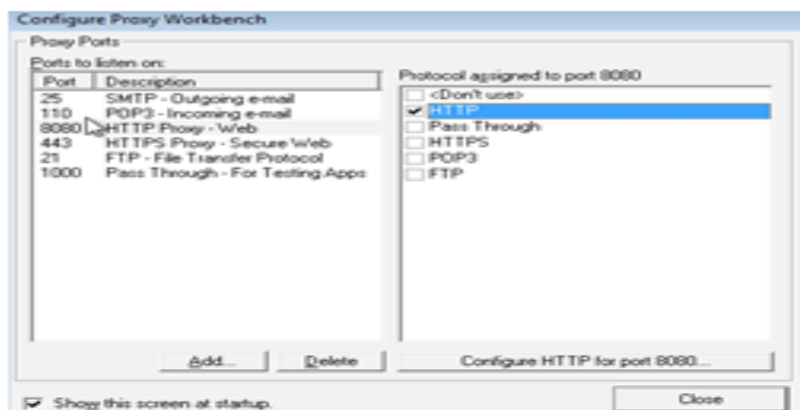 Configure Proxy Workbench
Proxy Ports
Ports to listen on:
Port Description
25 SMTP - Outgoing e-mail
110 POP3 - Incoming e-mail
8080 HTTP Proxy - Web
443 HTTPS Proxy - Secure Web
21 FTP - File Transfer Protocol
1000 Pass Through - For Testing Apps
Protocol assigned to port 8080
<Don't use>
HTTP
Pass Through
HTTPS
POP3
FTP
Add...
Delete
Configure HTTP for port 8080...
Show this screen at startup.
Close